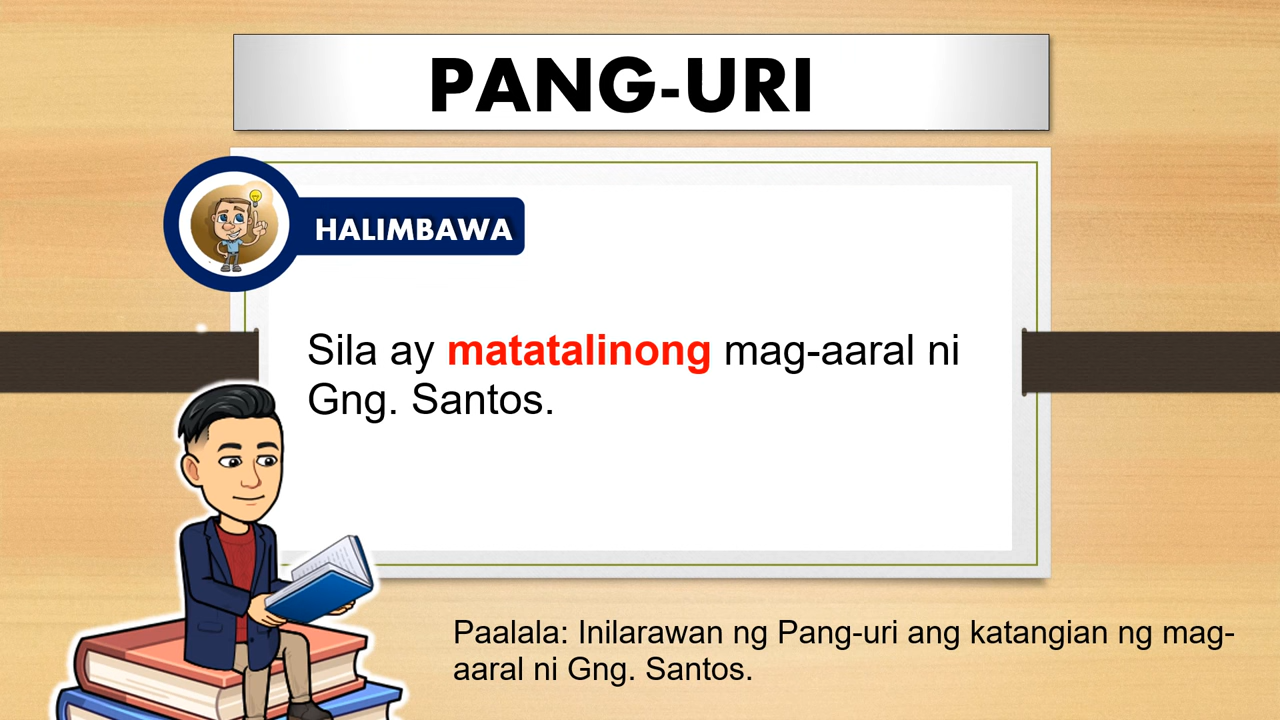 PANG-URI
HALIMBAWA
Sila ay matatalinong mag-aaral ni
Gng. Santos.
Paalala: Inilarawan ng Pang-uri ang katangian ng mag-
aaral ni Gng. Santos.